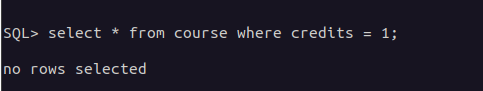 SQL> select * from course where credits = 1;
no rows selected